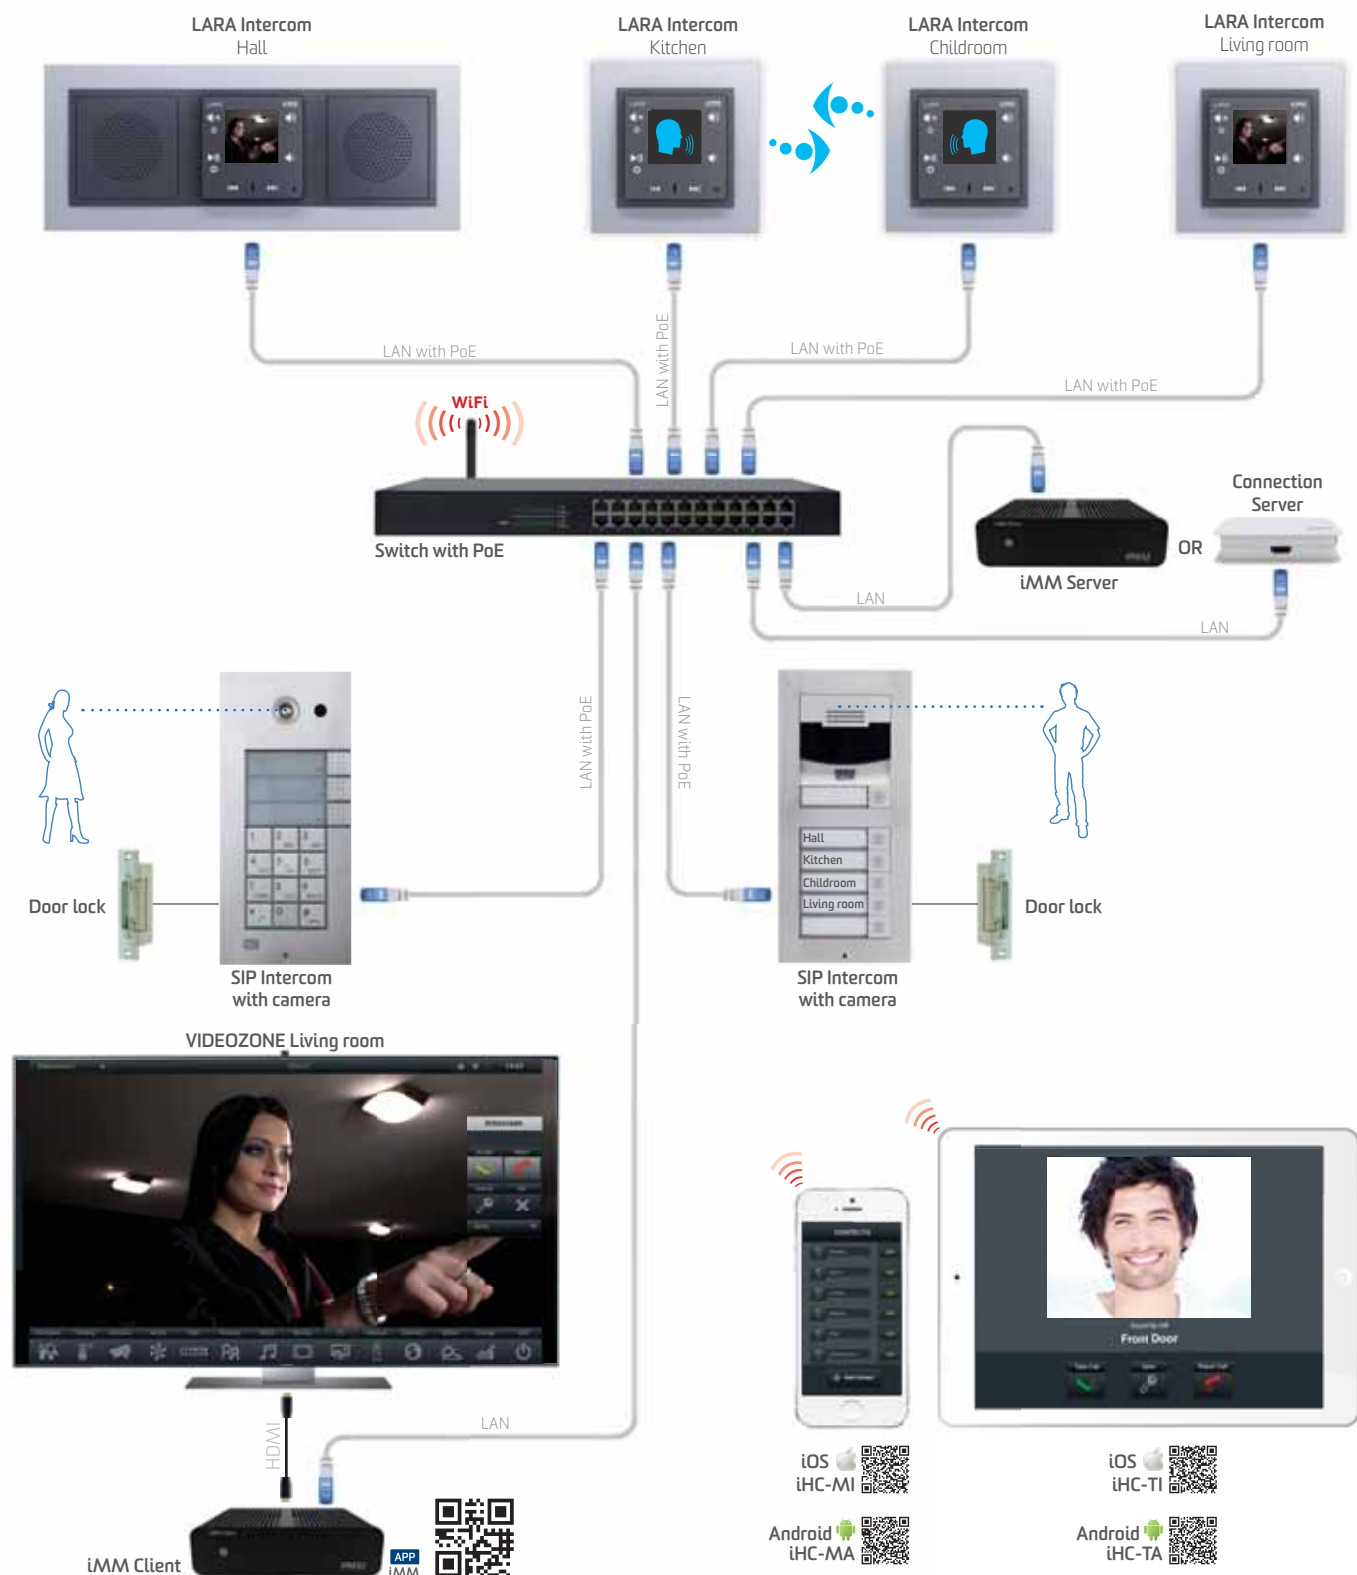 LARA Intercom
Hall
LARA Intercom
Kitchen
LARA Intercom
Childroom
LARA Intercom
Living room
LAN with PoE
LAN with PoE
LAN with PoE
LAN with PoE
WiFi
Switch with PoE
Connection
Server
OR
iMM Server
LAN
LAN
LAN with PoE
LAN with PoE
Hall
Kitchen
Childroom
Living room
Door lock
Door lock
SIP Intercom
with camera
SIP Intercom
with camera
VIDEOZONE Living room
Front Door
HDMI
LAN
iOS
iHC-MI
iOS
iHC-TI
Android
iHC-MA
Android
iHC-TA
iMM Client
APP
iMM